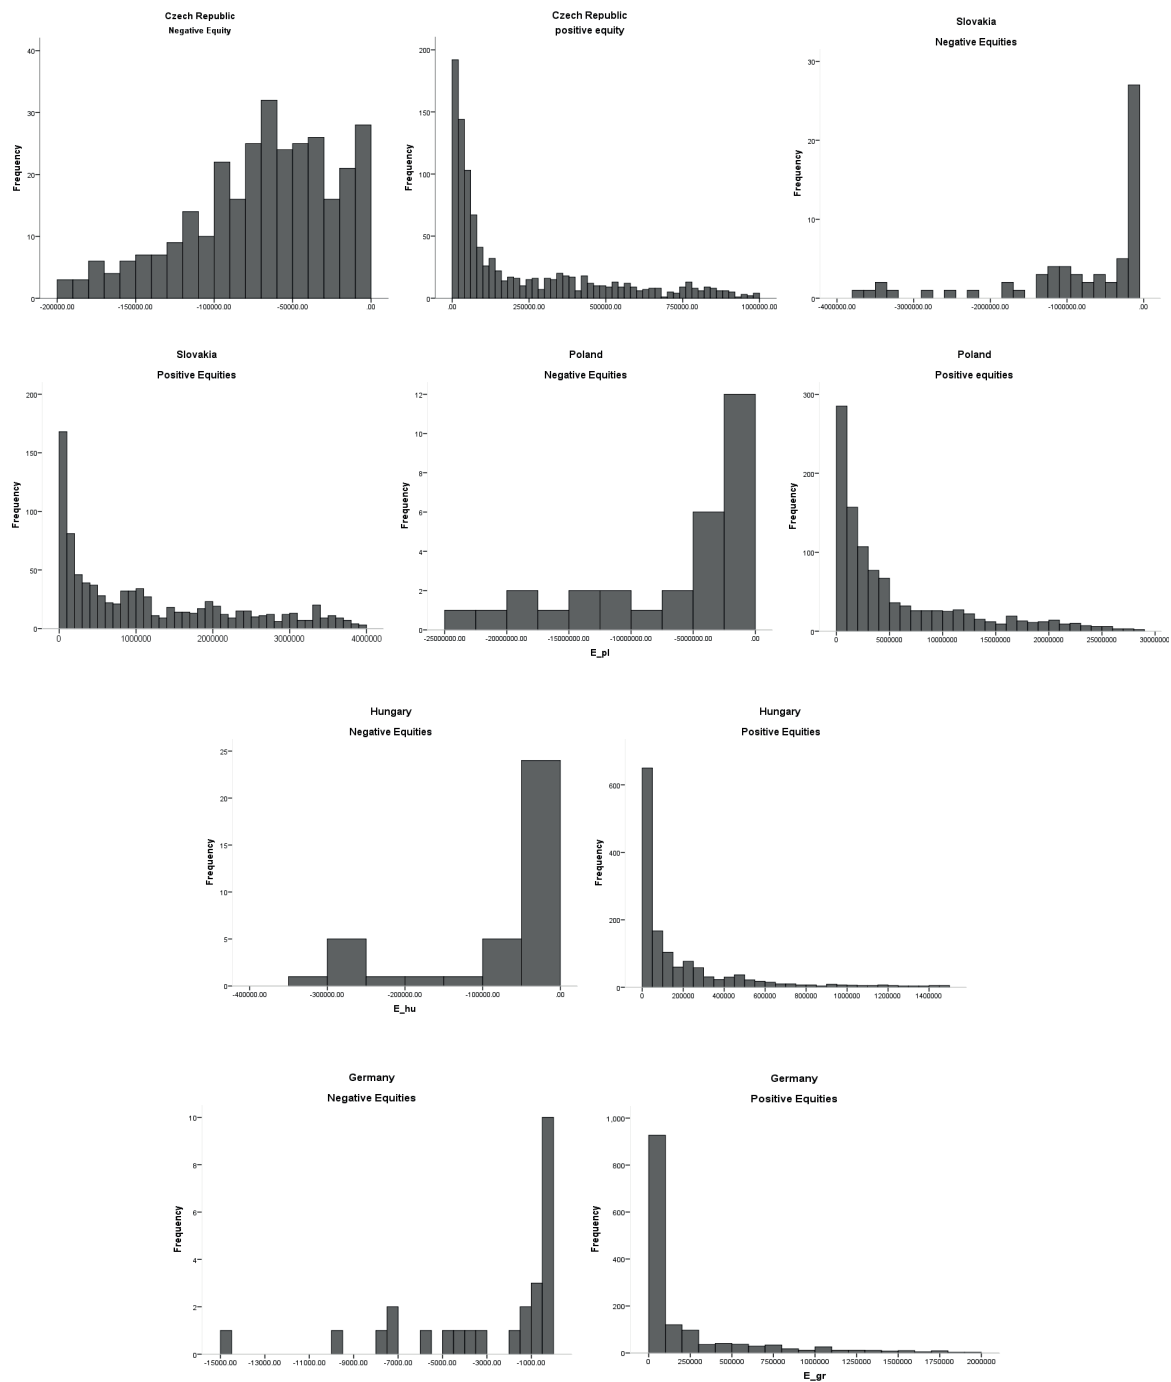 Czech Republic
Negative Equity
Frequency
40
30
20
10
0
-200000.00 -150000.00 -100000.00 -50000.00 .00
Czech Republic
positive equity
Frequency
200
150
100
50
0
.00 250000.00 500000.00 750000.00 1000000.00
Slovakia
Negative Equities
Frequency
30
20
10
0
-4000000.00 -3000000.00 -2000000.00 -1000000.00 .00
Slovakia
Positive Equities
Frequency
200
150
100
50
0
0 1000000 2000000 3000000 4000000
Poland
Negative Equities
Frequency
12
10
8
6
4
2
0
-25000000.00 -20000000.00 -15000000.00 -10000000.00 -5000000.00 .00
E_pl
Poland
Positive equities
Frequency
300
200
100
0
0 5000000 10000000 15000000 20000000 25000000 30000000
Hungary
Negative Equities
Frequency
25
20
15
10
5
0
-400000.00 -300000.00 -200000.00 -100000.00 .00
E_hu
Hungary
Positive Equities
Frequency
600
400
200
0
0 200000 400000 600000 800000 1000000 1200000 1400000
Germany
Negative Equities
Frequency
10
8
6
4
2
0
-15000.00 -13000.00 -11000.00 -9000.00 -7000.00 -5000.00 -3000.00 -1000.00
Germany
Positive Equities
Frequency
1,000
800
600
400
200
0
0 250000 500000 750000 1000000 1250000 1500000 1750000 2000000
E_gr